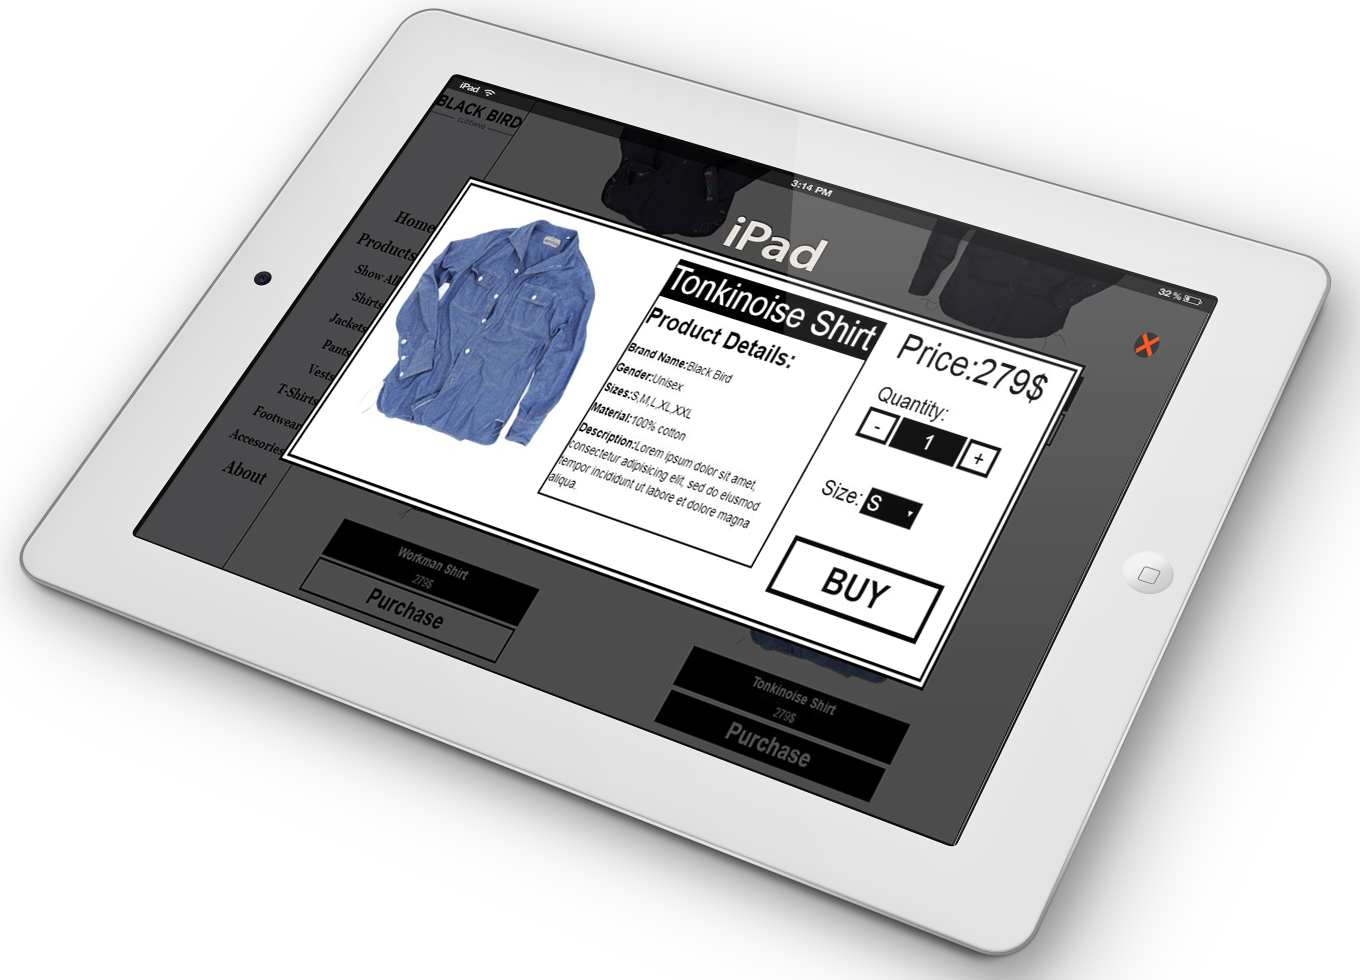 iPad
3:14 PM
32 %
BLACK BIRD
CLOTHING
Home
Products
Show All
Shirts
Jackets
Pants
Vests
T-Shirts
Footwear
Accesories
About
iPad
Tonkinoise Shirt
Product Details:
Brand Name:Black Bird
Gender:Unisex
Sizes:S,M,L,XL,XXL
Material:100% cotton
Description:Lorem ipsum dolor sit amet,
consectetur adipisicing elit, sed do eiusmod
tempor incididunt ut labore et dolore magna
aliqua.
Price:279$
Quantity:
- 1 +
Size: S
BUY
X
Workman Shirt
279$
Purchase
Tonkinoise Shirt
279$
Purchase